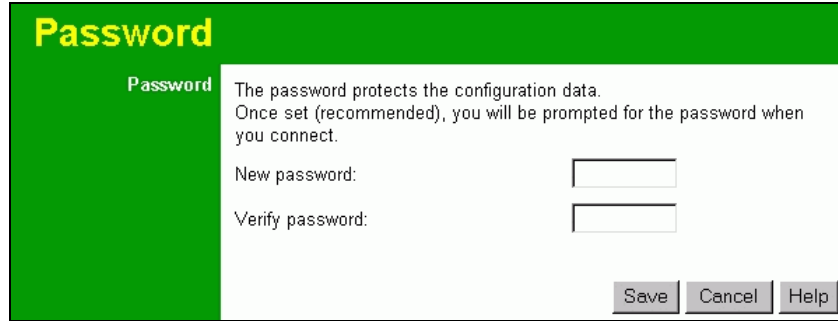 Password
Password
The password protects the configuration data.
Once set (recommended), you will be prompted for the password when
you connect.
New password:
Verify password:
Save Cancel Help